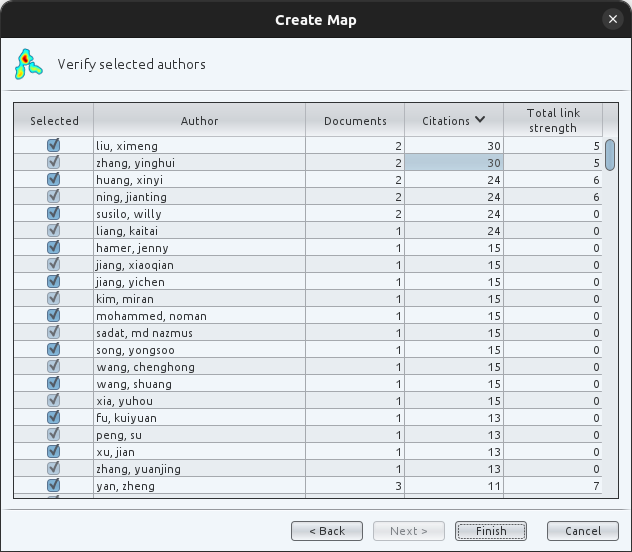 Create Map
Verify selected authors
Selected Author Documents Citations Total link strength
liu, ximeng 2 30 5
zhang, yinghui 2 30 5
huang, xinyi 2 24 6
ning, jianting 2 24 6
susilo, willy 2 24 0
liang, kaitai 1 24 0
hamer, jenny 1 15 0
jiang, xiaoqian 1 15 0
jiang, yichen 1 15 0
kim, miran 1 15 0
mohammed, noman 1 15 0
sadat, md nazmus 1 15 0
song, yongsoo 1 15 0
wang, chenghong 1 15 0
wang, shuang 1 15 0
xia, yuhou 1 15 0
fu, kuiyuan 1 13 0
peng, su 1 13 0
xu, jian 1 13 0
zhang, yuanjing 1 13 0
yan, zheng 3 11 7
< Back Next > Finish Cancel